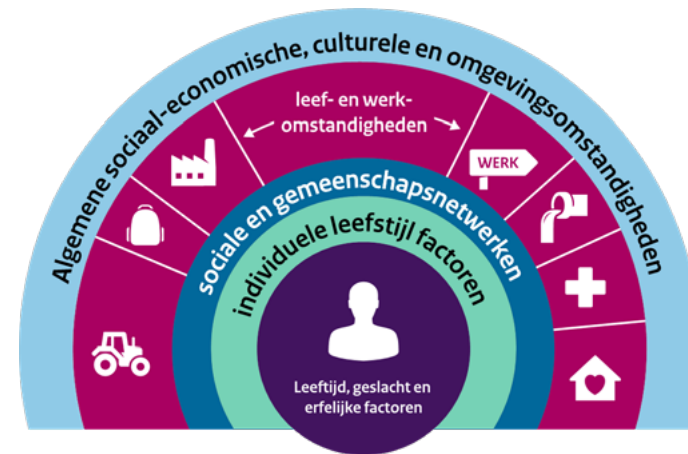 Algemene sociaal-economische, culturele en omgevingsomstandigheden
leef- en werk-
omstandigheden
WERK
sociale en gemeenschapsnetwerken
individuele leefstijl factoren
Leeftijd, geslacht en
erfelijke factoren